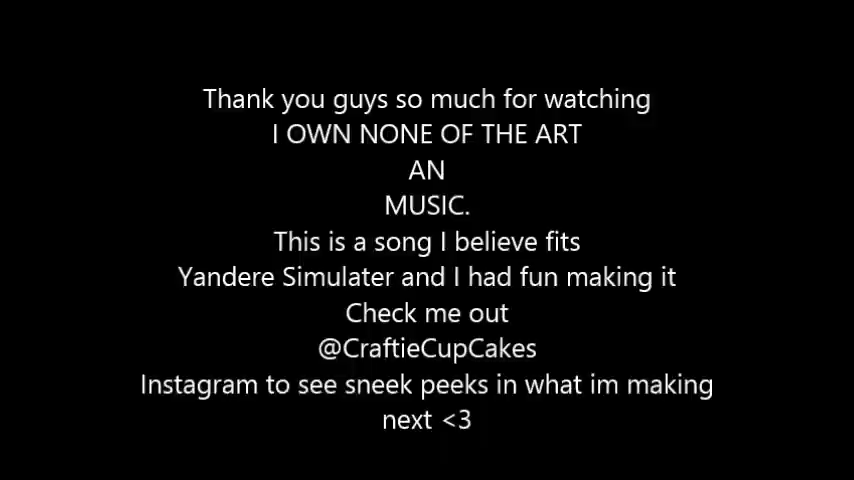 Thank you guys so much for watching
I OWN NONE OF THE ART
AN
MUSIC.
This is a song I believe fits
Yandere Simulater and I had fun making it
Check me out
@CraftieCupCakes
Instagram to see sneek peeks in what im making
next <3